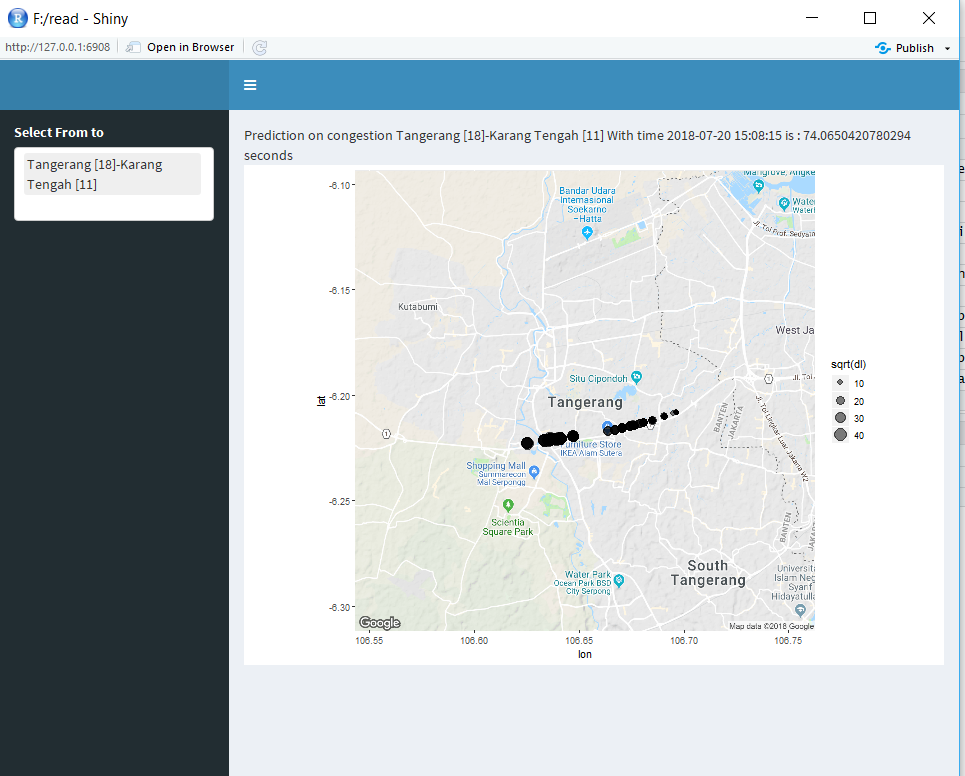 F:/read - Shiny
http://127.0.0.1:6908 Open in Browser Publish
Select From to
Tangerang [18]-Karang
Tengah [11]
Prediction on congestion Tangerang [18]-Karang Tengah [11] With time 2018-07-20 15:08:15 is : 74.0650420780294
seconds
-6.10
-6.15
-6.20
-6.25
-6.30
lat
106.55 106.60 106.65 106.70 106.75
lon
Mangrove, Angke
Bandar Udara
Internasional
Soekarno
-Hatta
Water
Jl. Tol Prof. Sedyatm
Kutabumi
West Ja
Situ Cipondoh
1
Tangerang
1
BANTEN
JAKARTA
Jl. Tol Lingkar Luar Jakarta W2
Furniture Store
IKEA Alam Sutera
Shopping Mall
Summarecon
Mal Serpong
Scientia
Square Park
BANTEN
JAKARTA
South
Tangerang
Water Park
Ocean Park BSD
City Serpong
Universita
Islam Neg
Syarif
Hidayatulla
Google
Map data ©2018 Google
sqrt(dl)
10
20
30
40